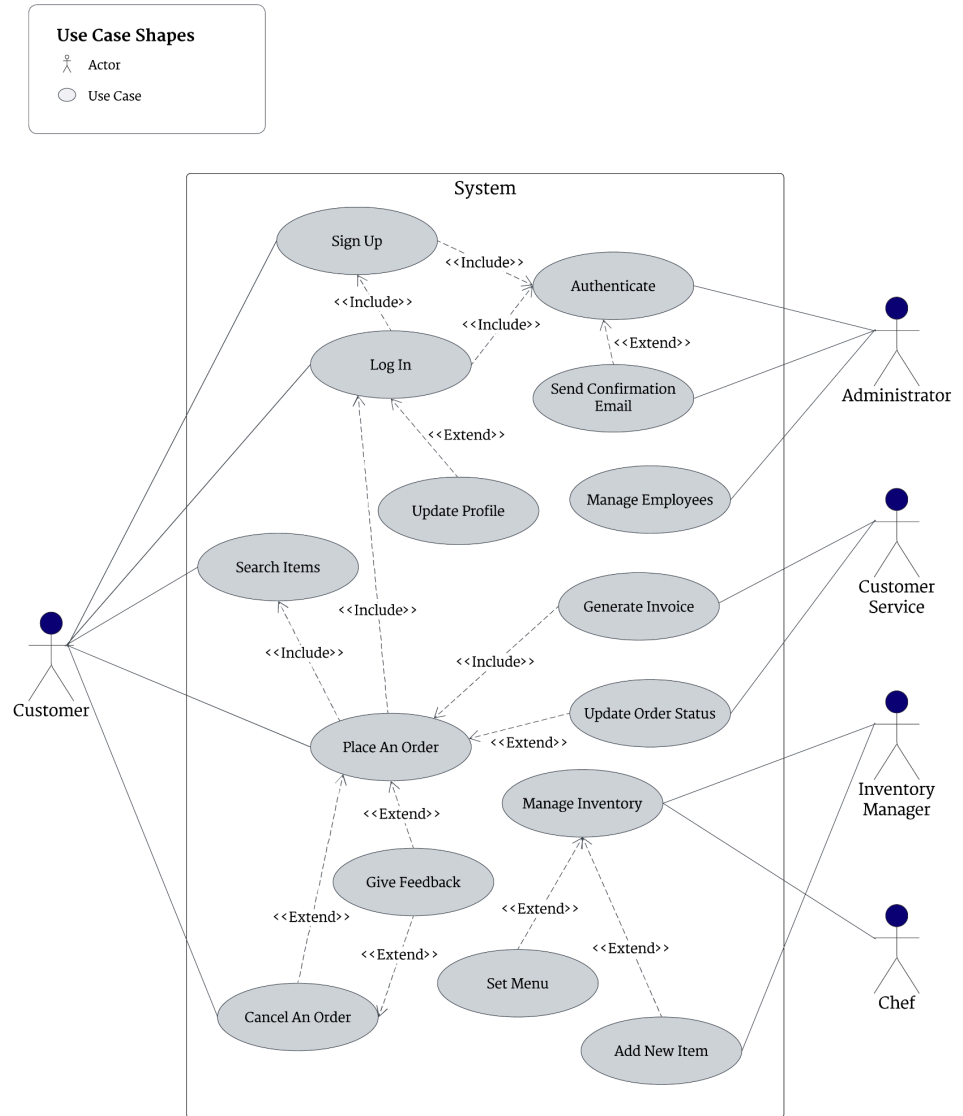 Use Case Shapes
Actor
Use Case
System
Sign Up
<<Include>>
Authenticate
<<Include>>
<<Include>>
<<Extend>>
Log In
Send Confirmation
Email
Administrator
<<Extend>>
Update Profile
Manage Employees
Search Items
Customer
Service
Generate Invoice
<<Include>>
<<Include>>
<<Include>>
Customer
Update Order Status
<<Extend>>
Place An Order
Inventory
Manager
Manage Inventory
<<Extend>>
Give Feedback
<<Extend>>
<<Extend>>
<<Extend>>
<<Extend>>
Set Menu
Chef
Cancel An Order
Add New Item